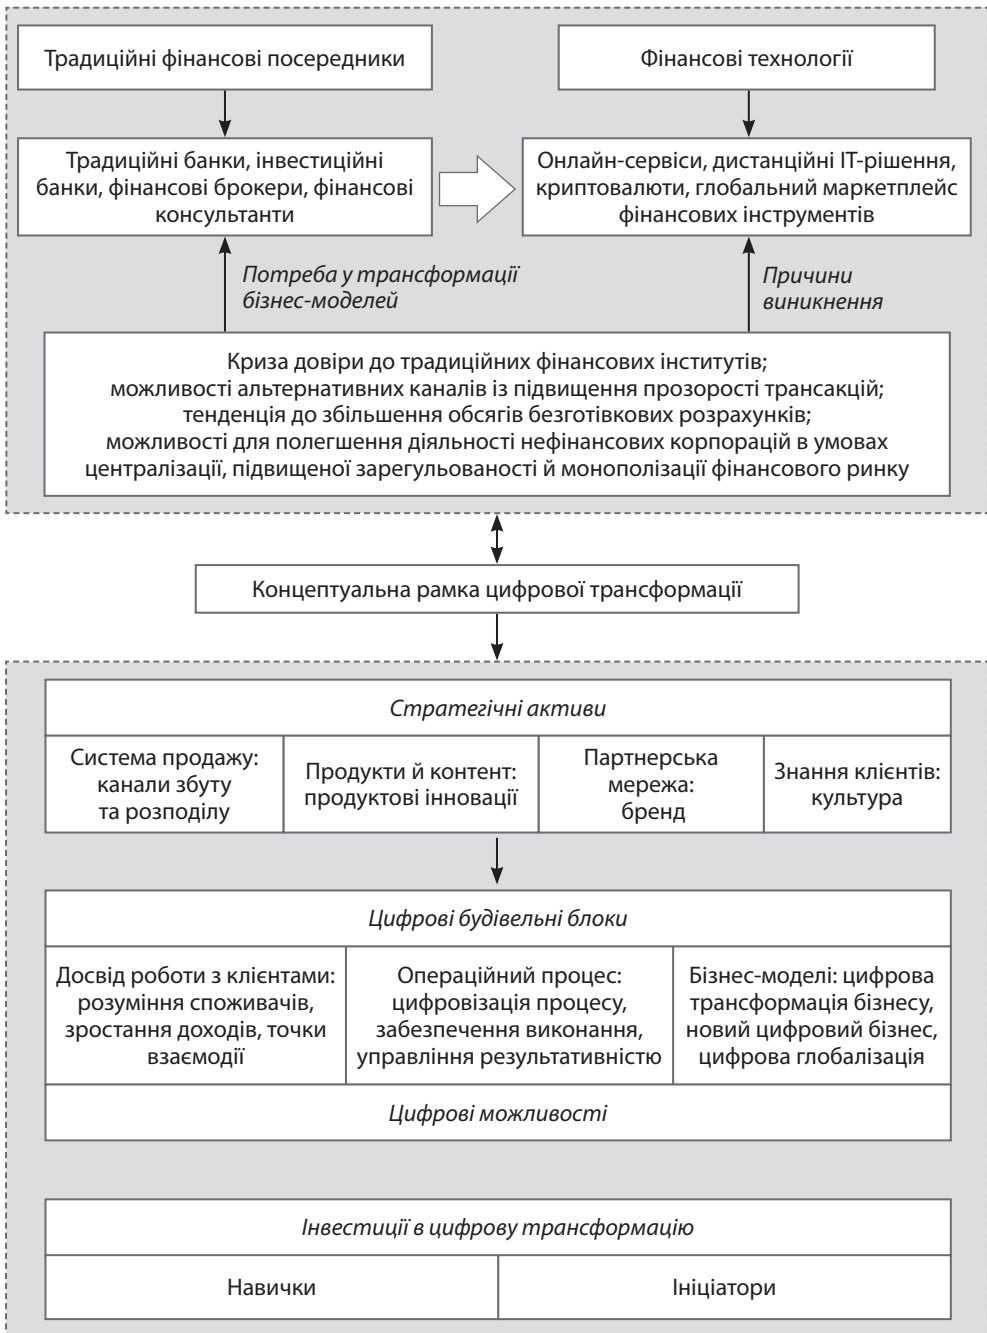 Традиційні фінансові посередники
Фінансові технології
Традиційні банки, інвестиційні
банки, фінансові брокери, фінансові
консультанти
Онлайн-сервіси, дистанційні ІТ-рішення,
криптовалюти, глобальний маркетплейс
фінансових інструментів
Потреба у трансформації
бізнес-моделей
Причини
виникнення
Криза довіри до традиційних фінансових інститутів;
можливості альтернативних каналів із підвищення прозорості трансакцій;
тенденція до збільшення обсягів безготівкових розрахунків;
можливості для полегшення діяльності нефінансових корпорацій в умовах
централізації, підвищеної зарегульованості й монополізації фінансового ринку
Концептуальна рамка цифрової трансформації
Стратегічні активи
Система продажу:
канали збуту
та розподілу
Продукти й контент:
продуктові інновації
Партнерська
мережа:
бренд
Знання клієнтів:
культура
Цифрові будівельні блоки
Досвід роботи з клієнтами:
розуміння споживачів,
зростання доходів, точки
взаємодії
Операційний процес:
цифровізація процесу,
забезпечення виконання,
управління результативністю
Бізнес-моделі: цифрова
трансформація бізнесу,
новий цифровий бізнес,
цифрова глобалізація
Цифрові можливості
Інвестиції в цифрову трансформацію
Навички
Ініціатори